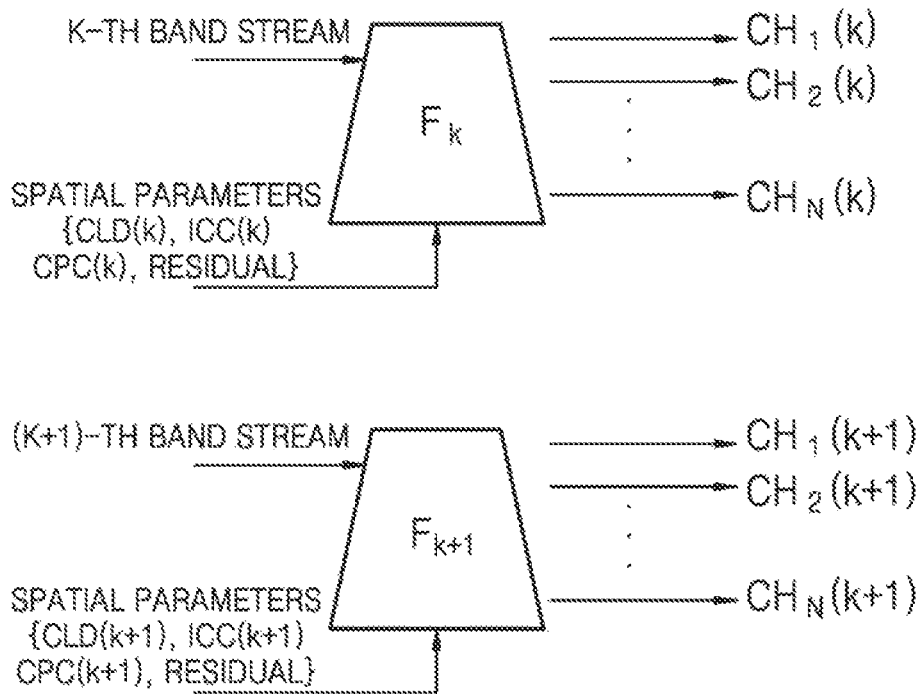 K-TH BAND STREAM
F k
CH 1 (k)
CH 2 (k)
CH N (k)
SPATIAL PARAMETERS
{CLD(k), ICC(k)
CPC(k), RESIDUAL}
(K+1)-TH BAND STREAM
F k+1
CH 1 (k+1)
CH 2 (k+1)
CH N (k+1)
SPATIAL PARAMETERS
{CLD(k+1), ICC(k+1)
CPC(k+1), RESIDUAL}